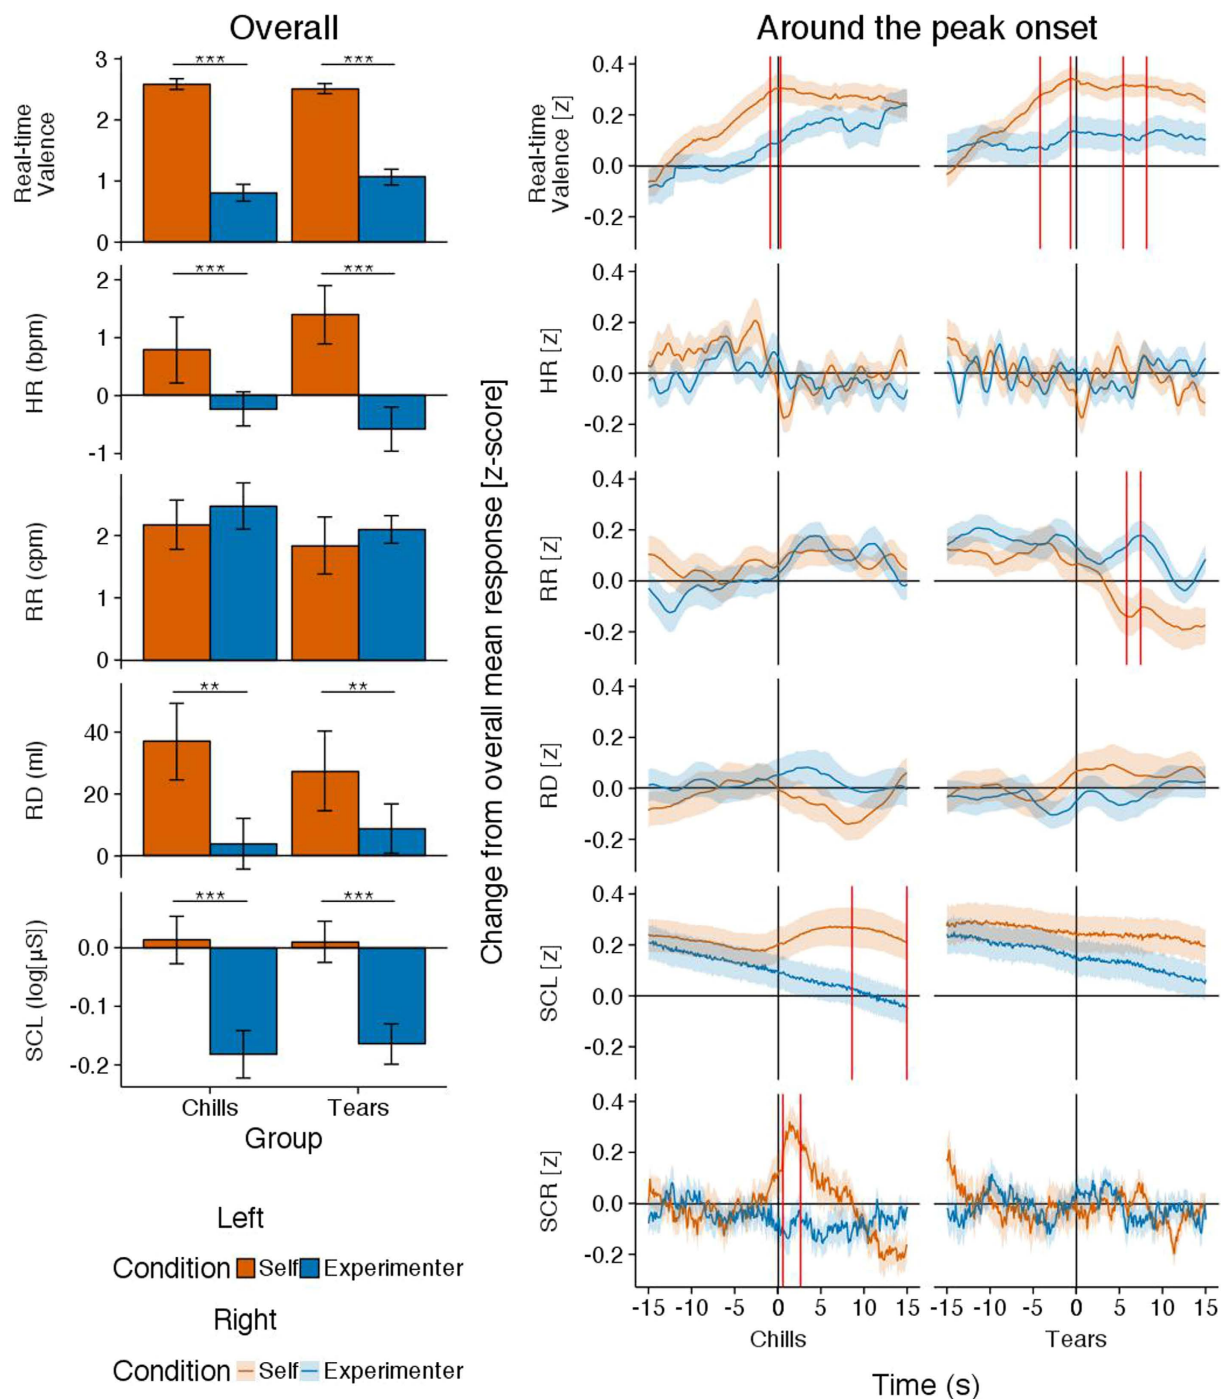 Overall
Around the peak onset
Real-time
Valence
3
2
1
0
***
***
HR (bpm)
2
1
0
-1
***
***
RR (cpm)
2
1
0
RD (ml)
40
20
0
**
**
SCL (log[µS])
0.0
-0.1
-0.2
***
***
Chills
Tears
Group
Left
Condition Self Experimenter
Right
Condition Self Experimenter
Change from overall mean response [z-score]
Real-time
Valence [z]
0.4
0.2
0.0
-0.2
HR [z]
0.4
0.2
0.0
-0.2
RR [z]
0.4
0.2
0.0
-0.2
RD [z]
0.4
0.2
0.0
-0.2
SCL [z]
0.4
0.2
0.0
-0.2
SCR [z]
0.4
0.2
0.0
-0.2
-15 -10 -5 0 5 10 15
-15 -10 -5 0 5 10 15
Chills
Tears
Time (s)